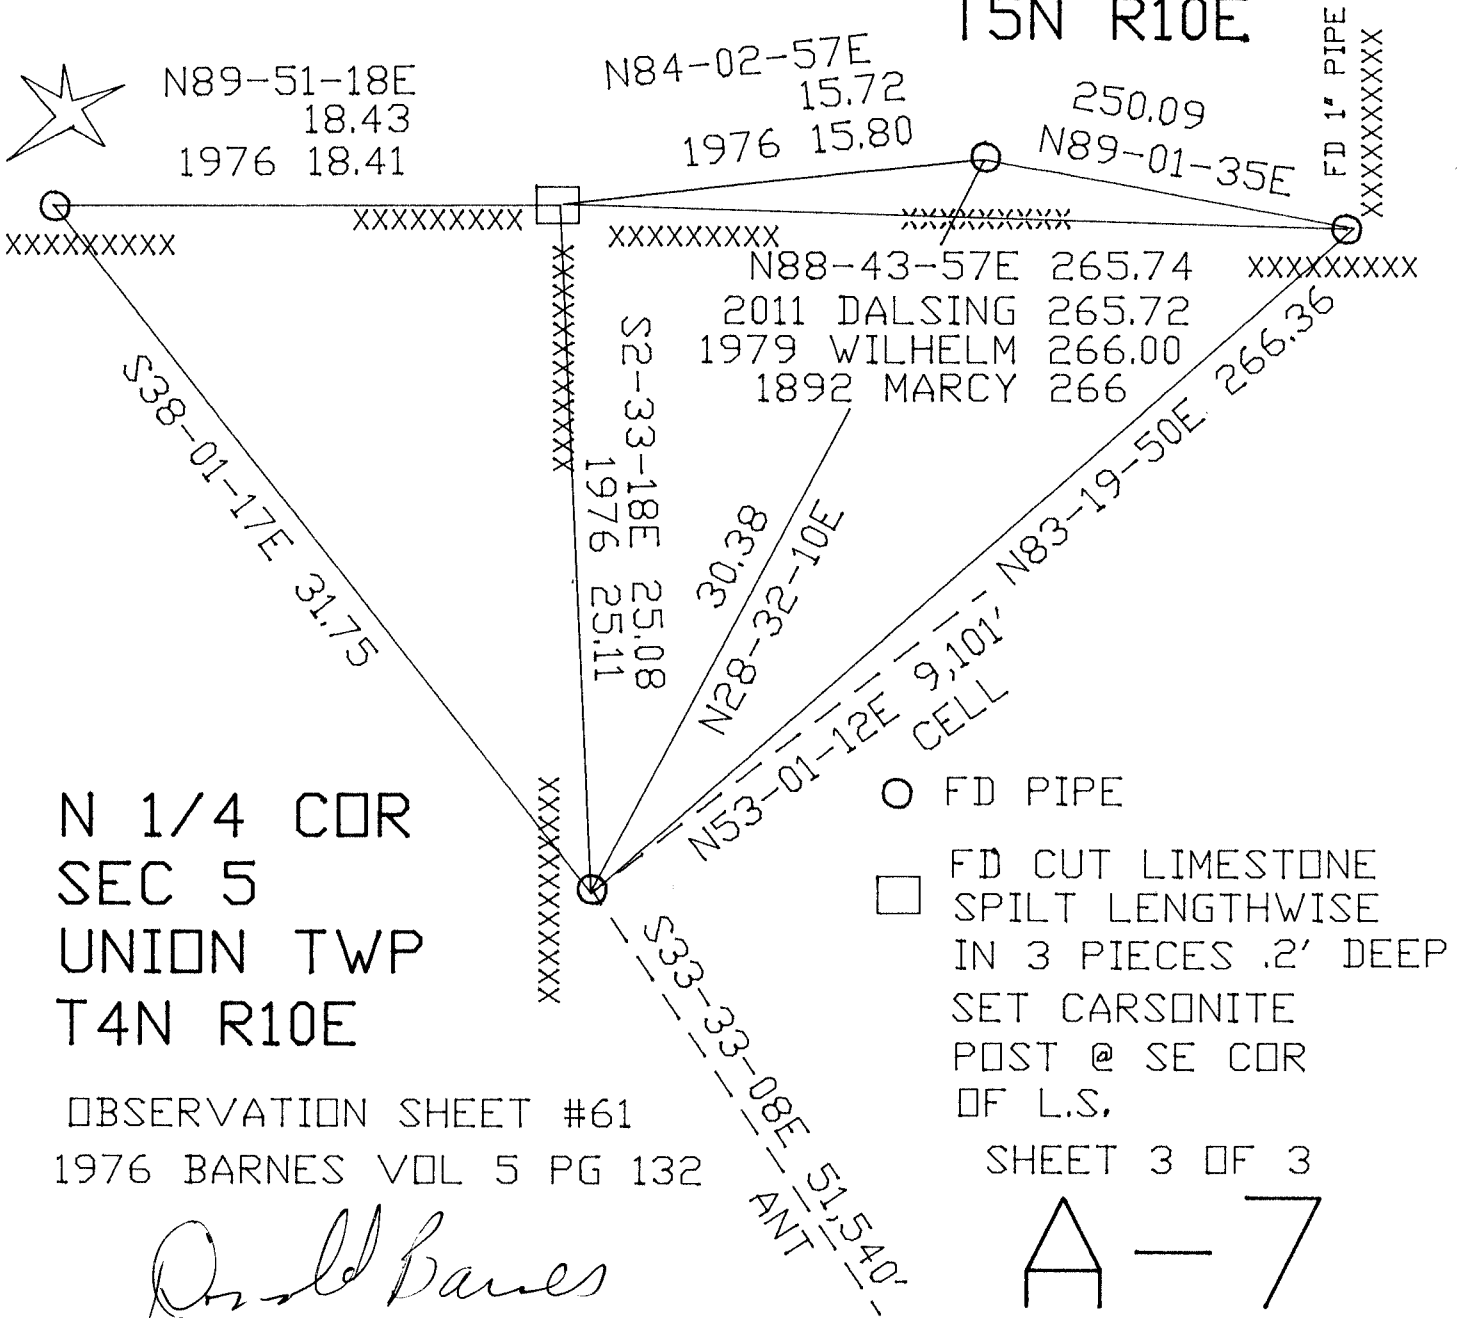 T5N R10E
FD 1" PIPE
N89-51-18E
18.43
1976 18.41
N84-02-57E
15.72
1976 15.80
250.09
N89-01-35E
XXXXXXXXXX
XXXXXXXXX
XXXXXXXXX
XXXXXXXXX
XXXXXXXXX
XXXXXXXXX
N88-43-57E 265.74
2011 DALSING 265.72
1979 WILHELM 266.00
1892 MARCY 266
XXXXXXXXXXXX
S38-01-17E 31.75
S2-33-18E 25.08
1976 25.11
30.38
N28-32-10E
N83-19-50E 266.36
N53-01-12E 9,101'
CELL
XXXXXXXXXXXX
N 1/4 COR
SEC 5
UNION TWP
T4N R10E
OBSERVATION SHEET #61
1976 BARNES VOL 5 PG 132
Donald Barnes
S33-33-08E 51,540'
ANT
FD PIPE
FD CUT LIMESTONE
SPILT LENGTHWISE
IN 3 PIECES .2' DEEP
SET CARSONITE
POST @ SE COR
OF L.S.
SHEET 3 OF 3
A-7